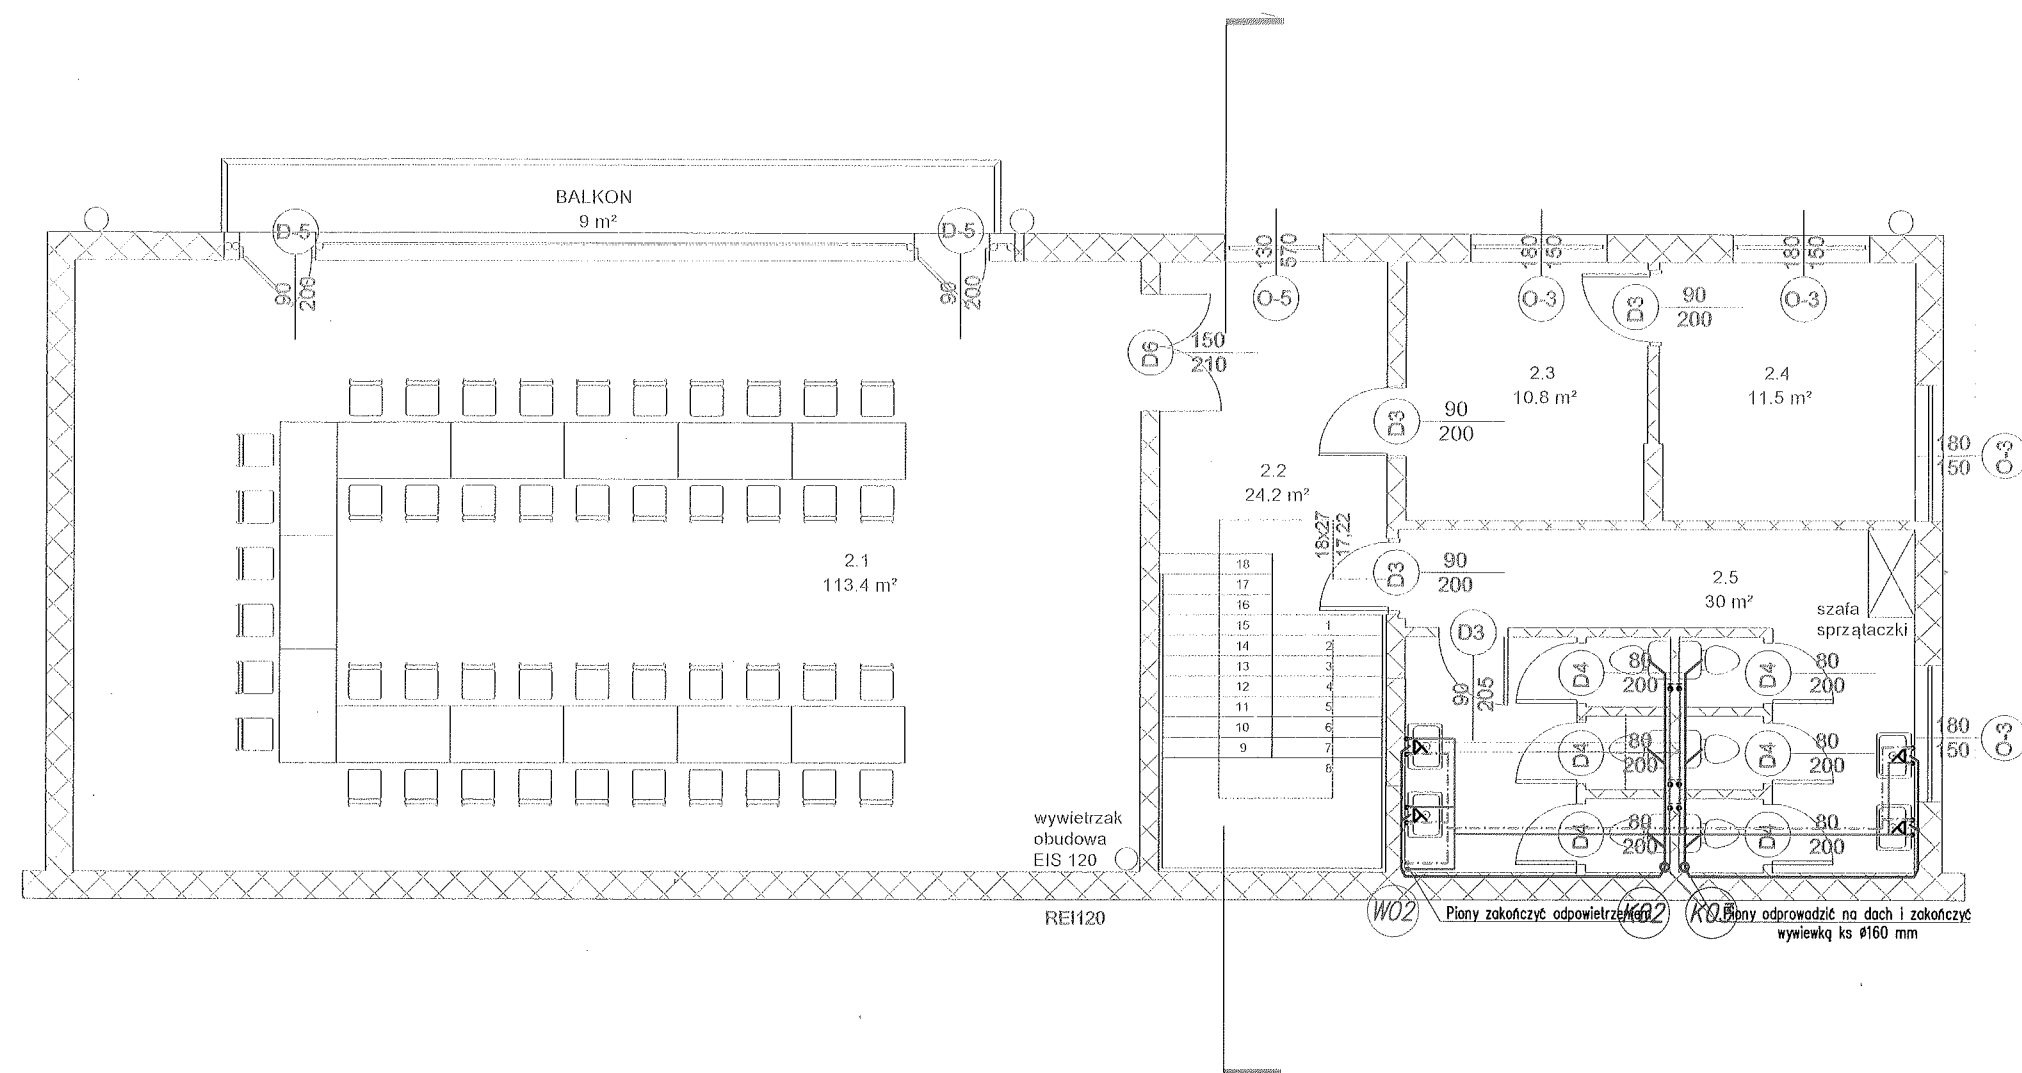 BALKON
9 m²
D-5
90
200
D-5
90
200
130
570
O-5
180
150
O-3
D3
90
200
180
150
O-3
D6
150
210
2.3
10.8 m²
2.4
11.5 m²
D3
90
200
180
150
O-3
2.2
24.2 m²
18x27
17,22
D3
90
200
2.1
113.4 m²
2.5
30 m²
szafa
sprzątaczki
18
17
16
15
14
13
12
11
10
9
1
2
3
4
5
6
7
8
D3
90
205
D4
80
200
D4
80
200
D4
80
200
D4
80
200
D4
80
200
D4
80
200
180
150
O-3
wywietrzak
obudowa
EIS 120
REI120
W02
Piony zakończyć odpowietrzeniem
K02
Piony odprowadzić na dach i zakończyć
wywiewką ks ø160 mm